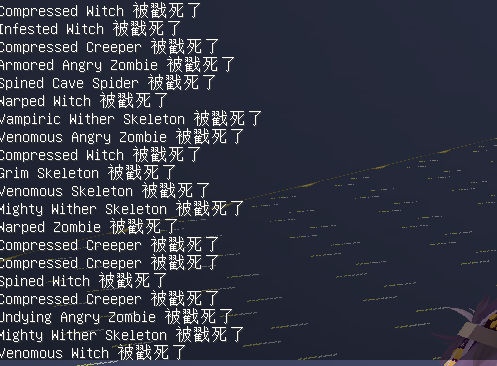 Compressed Witch 被戳死了
Infested Witch 被戳死了
Compressed Creeper 被戳死了
Armored Angry Zombie 被戳死了
Spined Cave Spider 被戳死了
Warped Witch 被戳死了
Vampiric Wither Skeleton 被戳死了
Venomous Angry Zombie 被戳死了
Compressed Witch 被戳死了
Grim Skeleton 被戳死了
Venomous Skeleton 被戳死了
Mighty Wither Skeleton 被戳死了
Warped Zombie 被戳死了
Compressed Creeper 被戳死了
Compressed Creeper 被戳死了
Spined Witch 被戳死了
Compressed Creeper 被戳死了
Undying Angry Zombie 被戳死了
Mighty Wither Skeleton 被戳死了
Venomous Witch 被戳死了